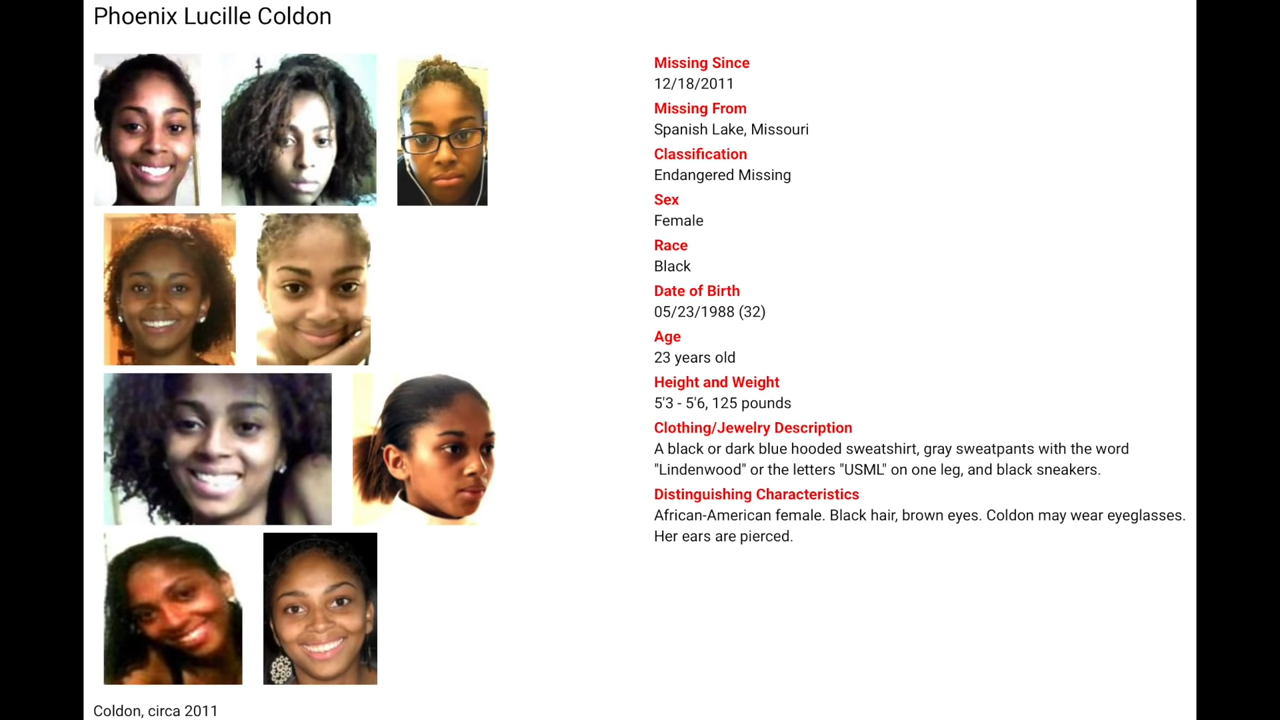 Phoenix Lucille Coldon
Missing Since
12/18/2011
Missing From
Spanish Lake, Missouri
Classification
Endangered Missing
Sex
Female
Race
Black
Date of Birth
05/23/1988 (32)
Age
23 years old
Height and Weight
5'3 - 5'6, 125 pounds
Clothing/Jewelry Description
A black or dark blue hooded sweatshirt, gray sweatpants with the word
"Lindenwood" or the letters "USML" on one leg, and black sneakers.
Distinguishing Characteristics
African-American female. Black hair, brown eyes. Coldon may wear eyeglasses.
Her ears are pierced.
Coldon, circa 2011